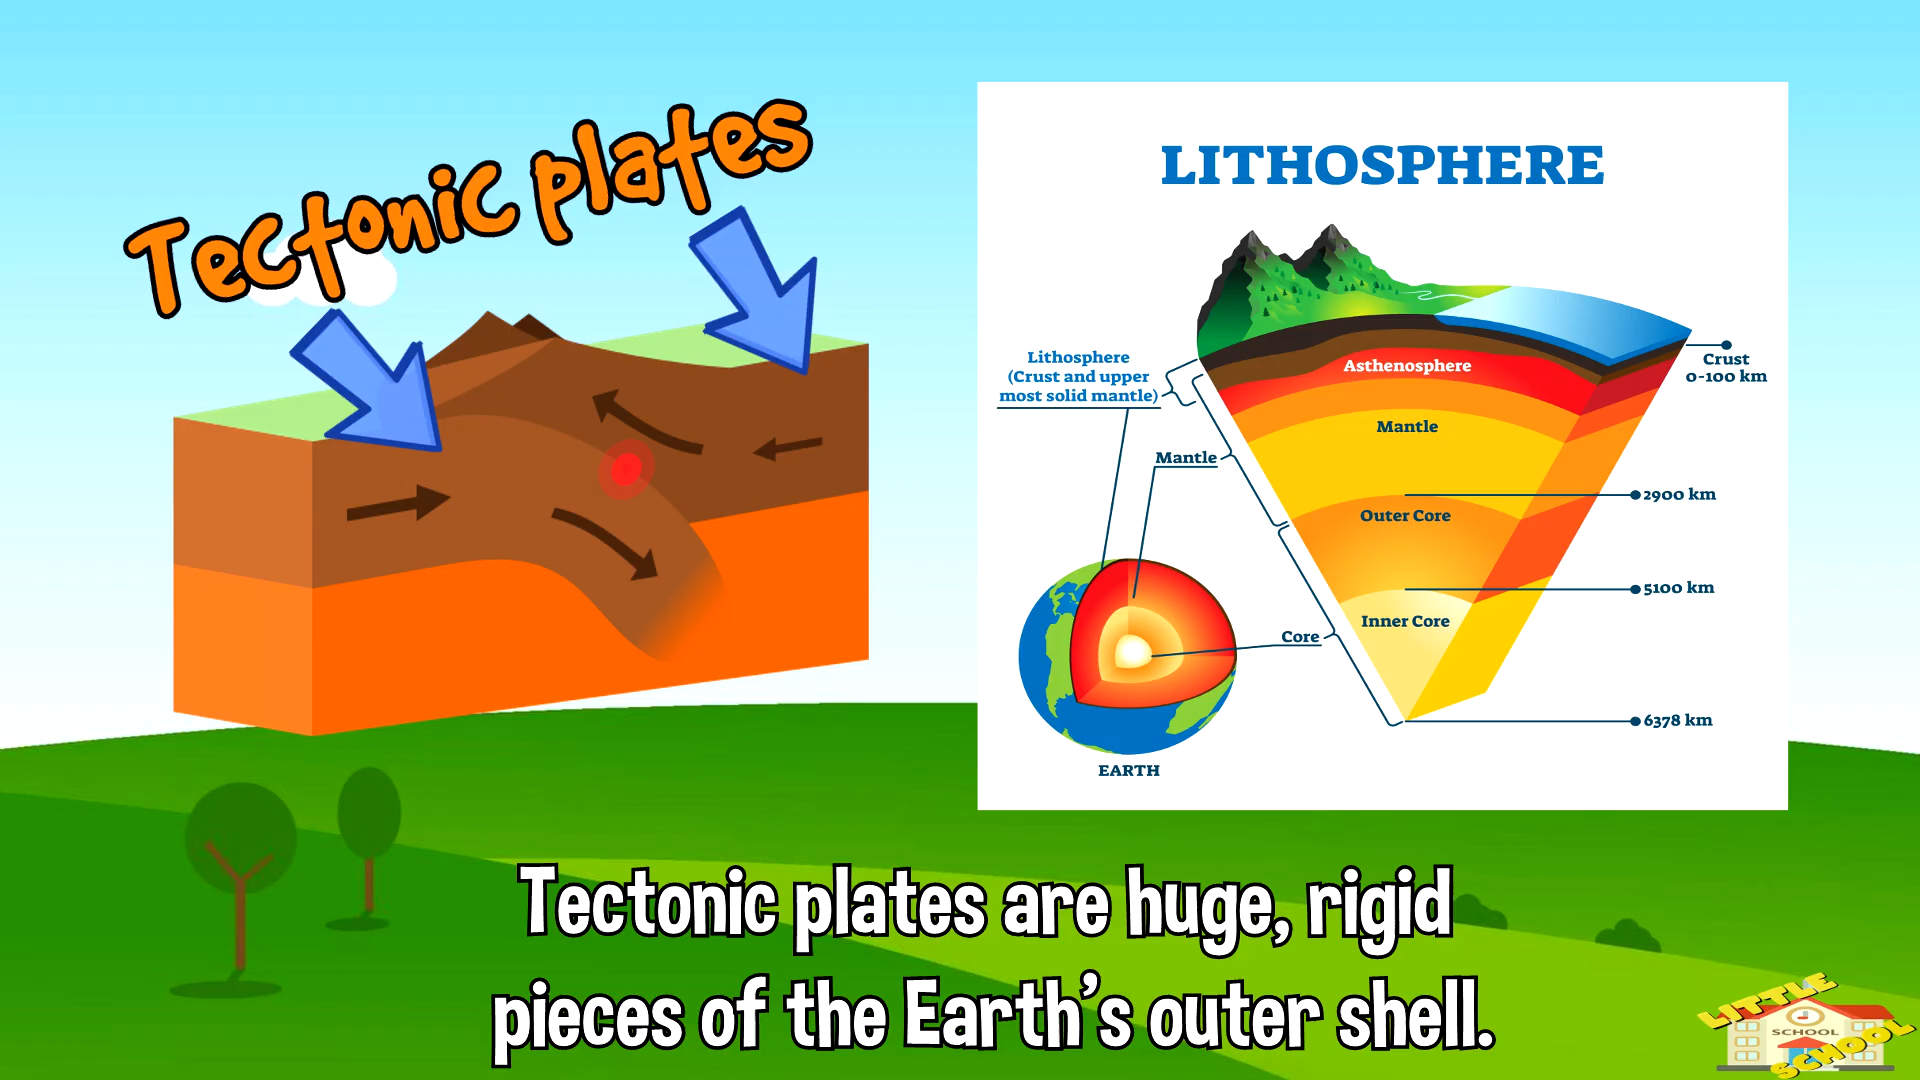 Tectonic plates
LITHOSPHERE
Lithosphere
(Crust and upper
most solid mantle)
Asthenosphere
Crust
0-100 km
Mantle
Mantle
2900 km
Outer Core
5100 km
Inner Core
Core
6378 km
EARTH
Tectonic plates are huge, rigid
pieces of the Earth's outer shell.
LITTLE
SCHOOL
SCHOOL